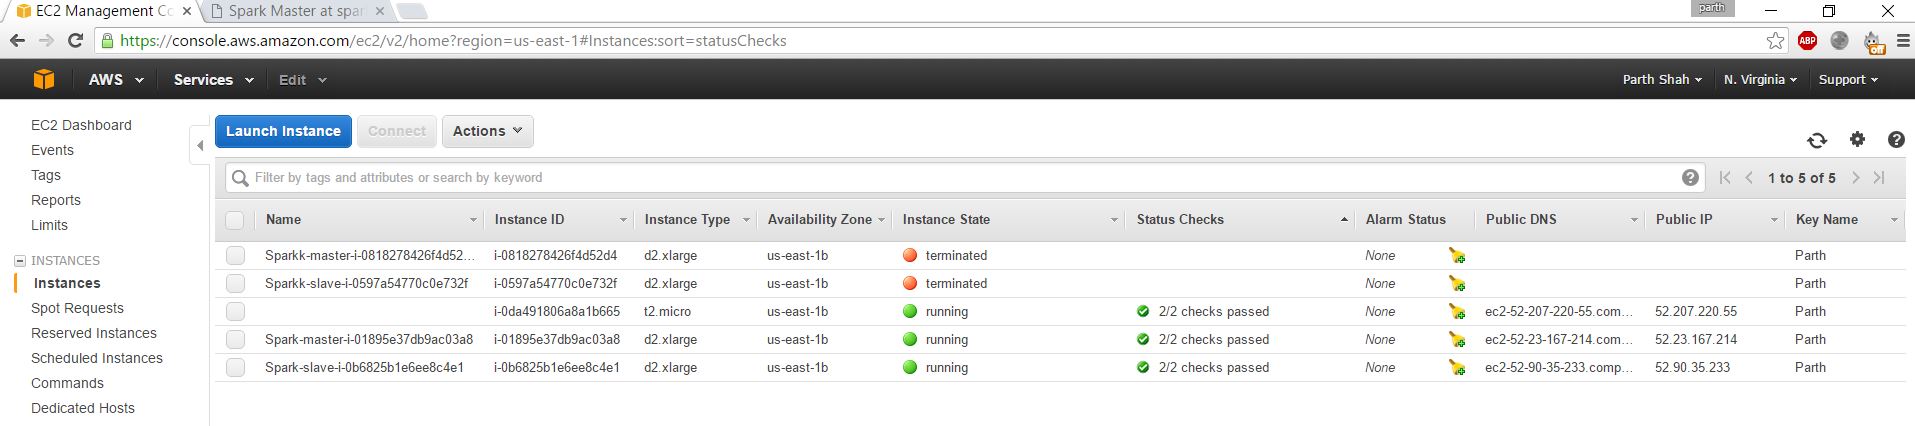 EC2 Management Co
Spark Master at spar
parth
https://console.aws.amazon.com/ec2/v2/home?region=us-east-1#Instances:sort=statusChecks
ABP
Off
AWS Services Edit Parth Shah N. Virginia Support
EC2 Dashboard
Events
Tags
Reports
Limits
INSTANCES
Instances
Spot Requests
Reserved Instances
Scheduled Instances
Commands
Dedicated Hosts
Launch Instance Connect Actions
Filter by tags and attributes or search by keyword
1 to 5 of 5
Name Instance ID Instance Type Availability Zone Instance State Status Checks Alarm Status Public DNS Public IP Key Name
Sparkk-master-i-0818278426f4d52... i-0818278426f4d52d4 d2.xlarge us-east-1b terminated None Parth
Sparkk-slave-i-0597a54770c0e732f i-0597a54770c0e732f d2.xlarge us-east-1b terminated None Parth
i-0da491806a8a1b665 t2.micro us-east-1b running 2/2 checks passed None ec2-52-207-220-55.com... 52.207.220.55 Parth
Spark-master-i-01895e37db9ac03a8 i-01895e37db9ac03a8 d2.xlarge us-east-1b running 2/2 checks passed None ec2-52-23-167-214.com... 52.23.167.214 Parth
Spark-slave-i-0b6825b1e6ee8c4e1 i-0b6825b1e6ee8c4e1 d2.xlarge us-east-1b running 2/2 checks passed None ec2-52-90-35-233.comp... 52.90.35.233 Parth